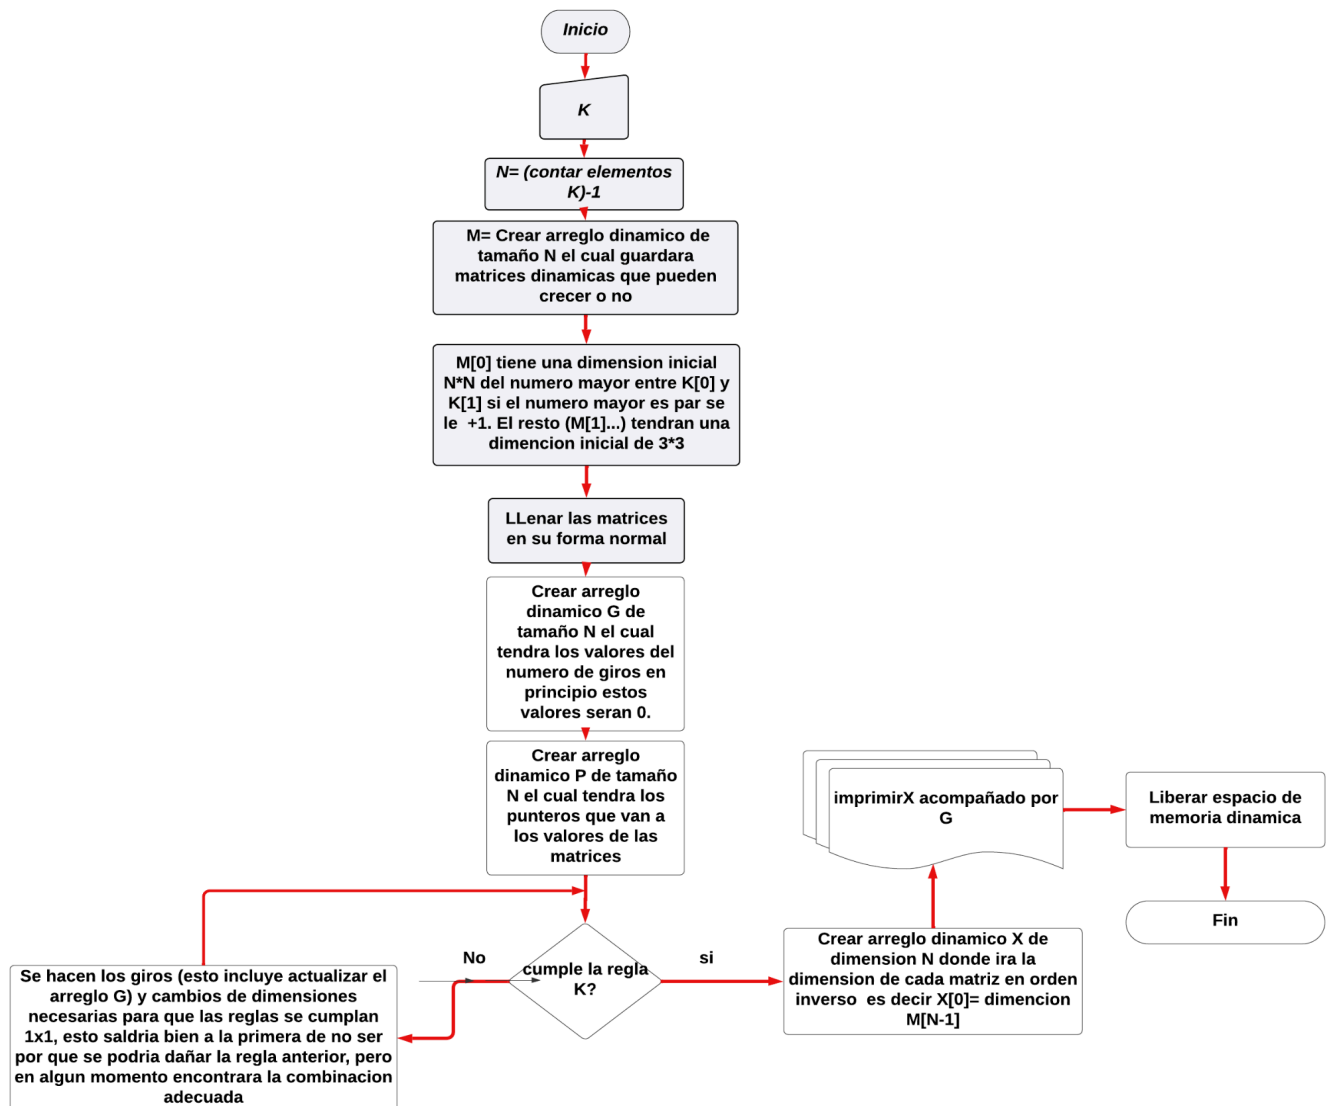 Inicio
K
N= (contar elementos
K)-1
M= Crear arreglo dinamico de
tamaño N el cual guardara
matrices dinamicas que pueden
crecer o no
M[0] tiene una dimension inicial
N*N del numero mayor entre K[0] y
K[1] si el numero mayor es par se
le +1. El resto (M[1]...) tendran una
dimencion inicial de 3*3
LLenar las matrices
en su forma normal
Crear arreglo
dinamico G de
tamaño N el cual
tendra los valores del
numero de giros en
principio estos
valores seran 0.
Crear arreglo
dinamico P de tamaño
N el cual tendra los
punteros que van a
los valores de las
matrices
cumple la regla
K?
No
si
Se hacen los giros (esto incluye actualizar el
arreglo G) y cambios de dimensiones
necesarias para que las reglas se cumplan
1x1, esto saldria bien a la primera de no ser
por que se podria dañar la regla anterior, pero
en algun momento encontrara la combinacion
adecuada
Crear arreglo dinamico X de
dimension N donde ira la
dimension de cada matriz en orden
inverso es decir X[0]= dimencion
M[N-1]
imprimirX acompañado por
G
Liberar espacio de
memoria dinamica
Fin